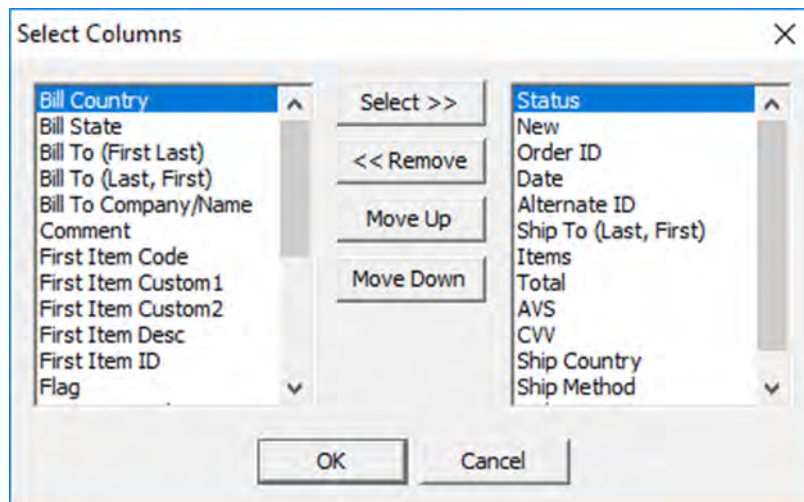 Select Columns
Bill Country
Bill State
Bill To (First Last)
Bill To (Last, First)
Bill To Company/Name
Comment
First Item Code
First Item Custom1
First Item Custom2
First Item Desc
First Item ID
Flag
Select >>
<< Remove
Move Up
Move Down
Status
New
Order ID
Date
Alternate ID
Ship To (Last, First)
Items
Total
AVS
CVV
Ship Country
Ship Method
OK
Cancel